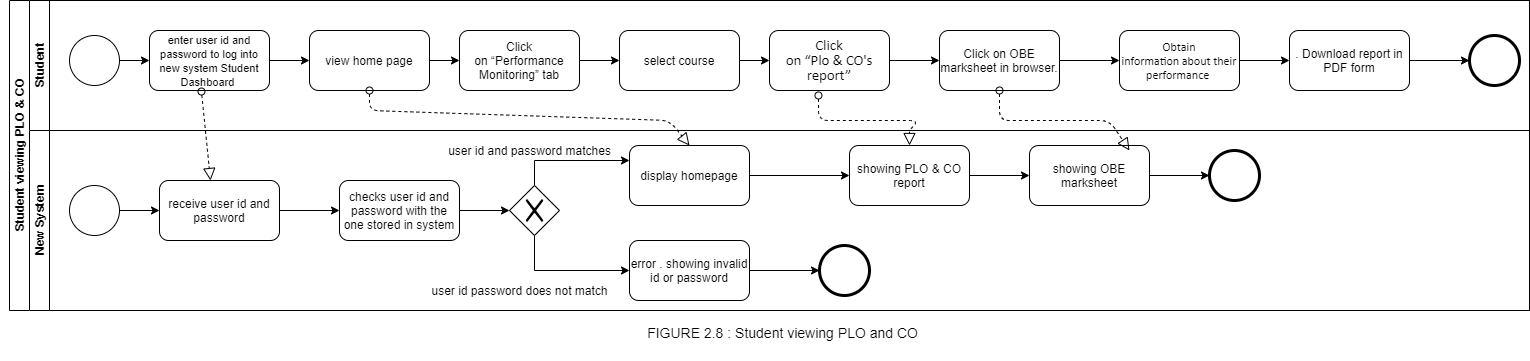 Student viewing PLO & CO
Student
enter user id and
password to log into
new system Student
Dashboard
view home page
Click
on “Performance
Monitoring” tab
select course
Click
on “Plo & CO's
report”
Click on OBE
marksheet in browser.
Obtain
information about their
performance
. Download report in
PDF form
New System
receive user id and
password
checks user id and
password with the
one stored in system
X
user id and password matches
display homepage
showing PLO & CO
report
showing OBE
marksheet
user id password does not match
error . showing invalid
id or password
FIGURE 2.8 : Student viewing PLO and CO